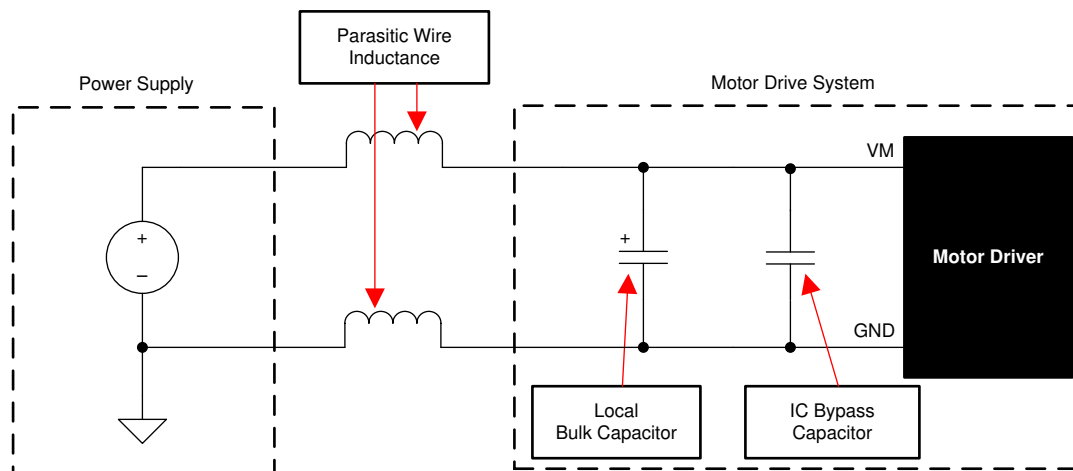 Parasitic Wire
Inductance
Power Supply
Motor Drive System
VM
+
–
+
Motor Driver
GND
Local
Bulk Capacitor
IC Bypass
Capacitor